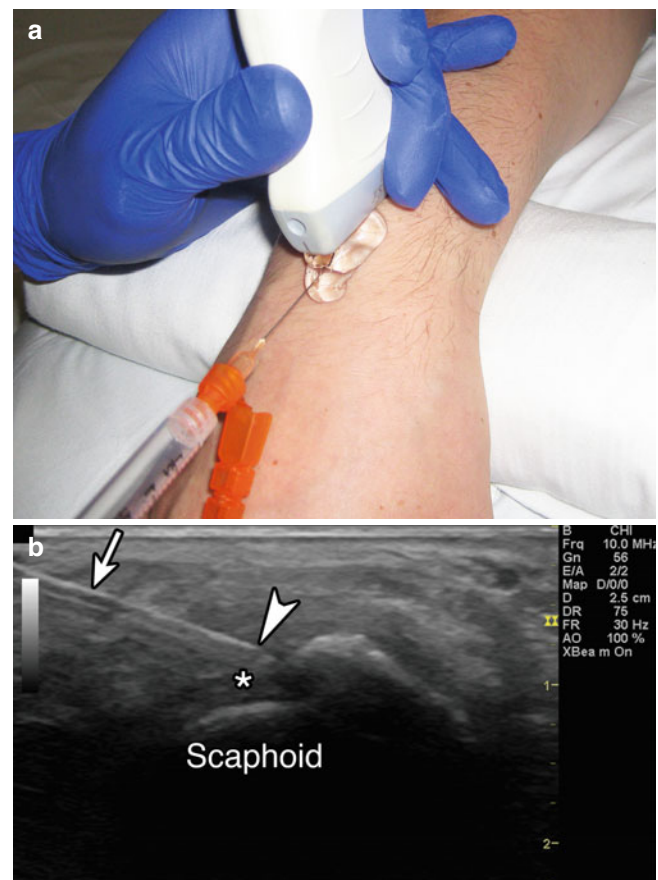 a
b
*
Scaphoid
B CHI
Frq 10.0 MHz
Gn 56
E/A 2/2
Map D/0/0
D 2.5 cm
DR 75
FR 30 Hz
AO 100 %
XBeam On
1
2